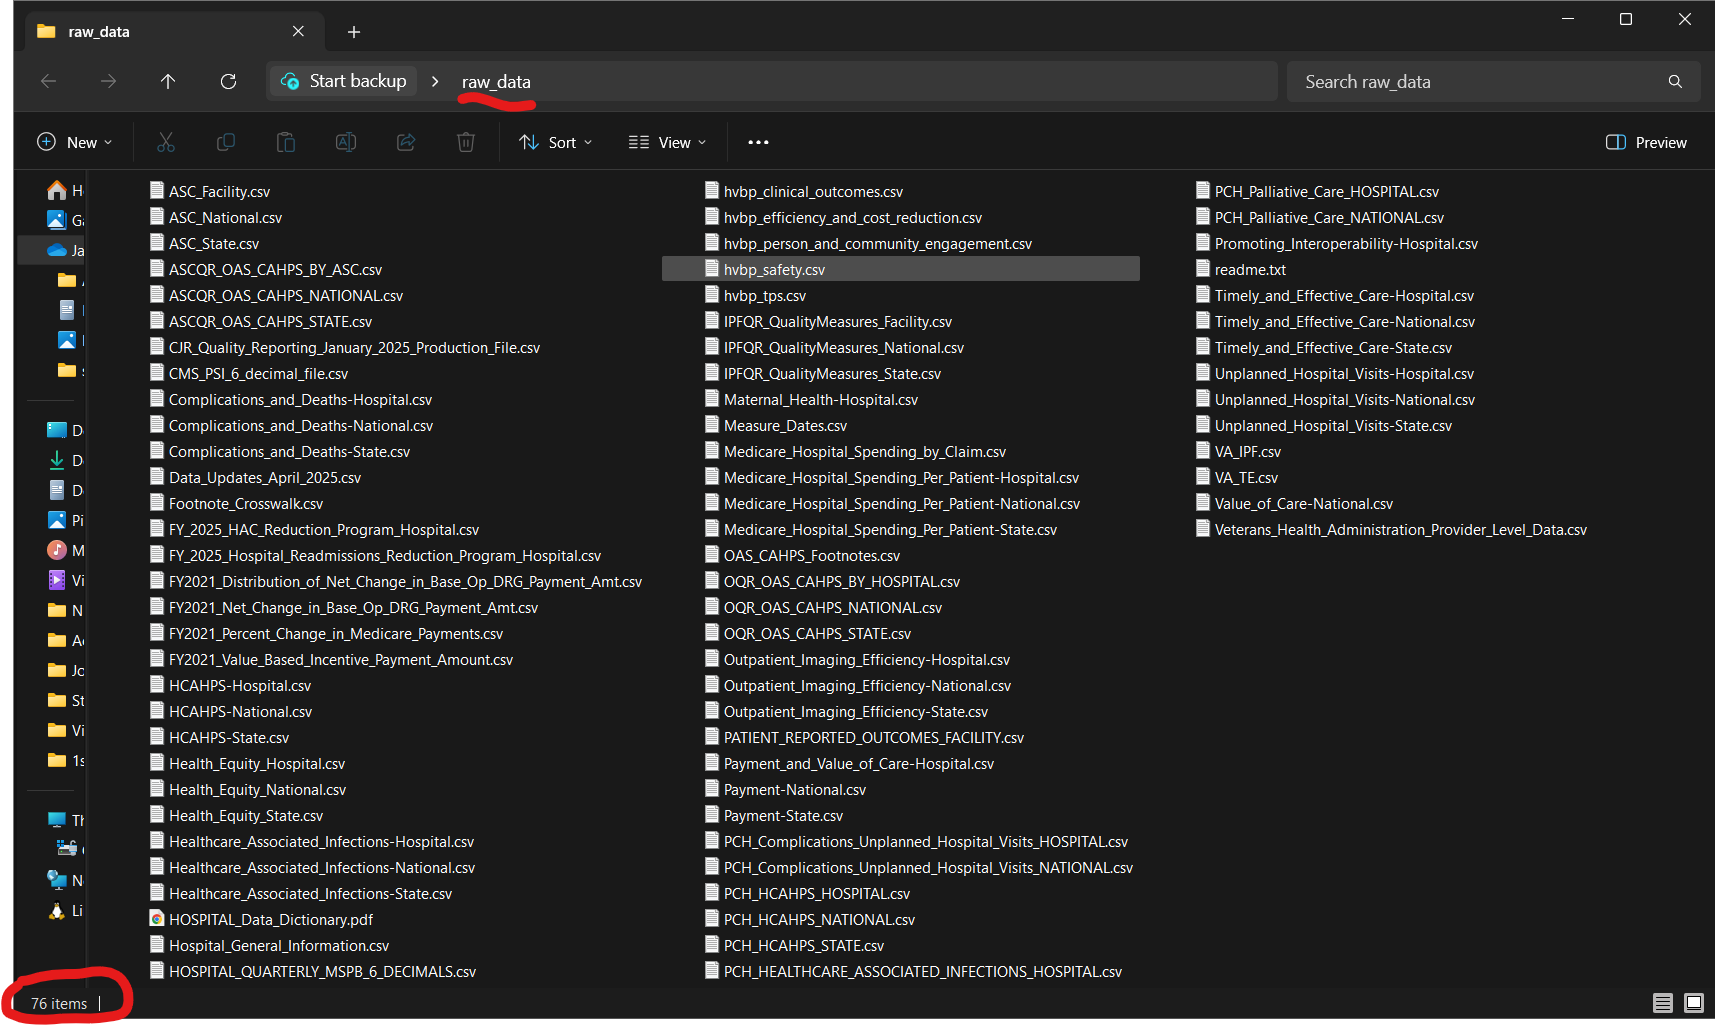 raw_data
Start backup > raw_data
Search raw_data
New
Sort
View
Preview
ASC_Facility.csv
ASC_National.csv
ASC_State.csv
ASCQR_OAS_CAHPS_BY_ASC.csv
ASCQR_OAS_CAHPS_NATIONAL.csv
ASCQR_OAS_CAHPS_STATE.csv
CJR_Quality_Reporting_January_2025_Production_File.csv
CMS_PSI_6_decimal_file.csv
Complications_and_Deaths-Hospital.csv
Complications_and_Deaths-National.csv
Complications_and_Deaths-State.csv
Data_Updates_April_2025.csv
Footnote_Crosswalk.csv
FY_2025_HAC_Reduction_Program_Hospital.csv
FY_2025_Hospital_Readmissions_Reduction_Program_Hospital.csv
FY2021_Distribution_of_Net_Change_in_Base_Op_DRG_Payment_Amt.csv
FY2021_Net_Change_in_Base_Op_DRG_Payment_Amt.csv
FY2021_Percent_Change_in_Medicare_Payments.csv
FY2021_Value_Based_Incentive_Payment_Amount.csv
HCAHPS-Hospital.csv
HCAHPS-National.csv
HCAHPS-State.csv
Health_Equity_Hospital.csv
Health_Equity_National.csv
Health_Equity_State.csv
Healthcare_Associated_Infections-Hospital.csv
Healthcare_Associated_Infections-National.csv
Healthcare_Associated_Infections-State.csv
HOSPITAL_Data_Dictionary.pdf
Hospital_General_Information.csv
HOSPITAL_QUARTERLY_MSPB_6_DECIMALS.csv
hvbp_clinical_outcomes.csv
hvbp_efficiency_and_cost_reduction.csv
hvbp_person_and_community_engagement.csv
hvbp_safety.csv
hvbp_tps.csv
IPFQR_QualityMeasures_Facility.csv
IPFQR_QualityMeasures_National.csv
IPFQR_QualityMeasures_State.csv
Maternal_Health-Hospital.csv
Measure_Dates.csv
Medicare_Hospital_Spending_by_Claim.csv
Medicare_Hospital_Spending_Per_Patient-Hospital.csv
Medicare_Hospital_Spending_Per_Patient-National.csv
Medicare_Hospital_Spending_Per_Patient-State.csv
OAS_CAHPS_Footnotes.csv
OQR_OAS_CAHPS_BY_HOSPITAL.csv
OQR_OAS_CAHPS_NATIONAL.csv
OQR_OAS_CAHPS_STATE.csv
Outpatient_Imaging_Efficiency-Hospital.csv
Outpatient_Imaging_Efficiency-National.csv
Outpatient_Imaging_Efficiency-State.csv
PATIENT_REPORTED_OUTCOMES_FACILITY.csv
Payment_and_Value_of_Care-Hospital.csv
Payment-National.csv
Payment-State.csv
PCH_Complications_Unplanned_Hospital_Visits_HOSPITAL.csv
PCH_Complications_Unplanned_Hospital_Visits_NATIONAL.csv
PCH_HCAHPS_HOSPITAL.csv
PCH_HCAHPS_NATIONAL.csv
PCH_HCAHPS_STATE.csv
PCH_HEALTHCARE_ASSOCIATED_INFECTIONS_HOSPITAL.csv
PCH_Palliative_Care_HOSPITAL.csv
PCH_Palliative_Care_NATIONAL.csv
Promoting_Interoperability-Hospital.csv
readme.txt
Timely_and_Effective_Care-Hospital.csv
Timely_and_Effective_Care-National.csv
Timely_and_Effective_Care-State.csv
Unplanned_Hospital_Visits-Hospital.csv
Unplanned_Hospital_Visits-National.csv
Unplanned_Hospital_Visits-State.csv
VA_IPF.csv
VA_TE.csv
Value_of_Care-National.csv
Veterans_Health_Administration_Provider_Level_Data.csv
76 items